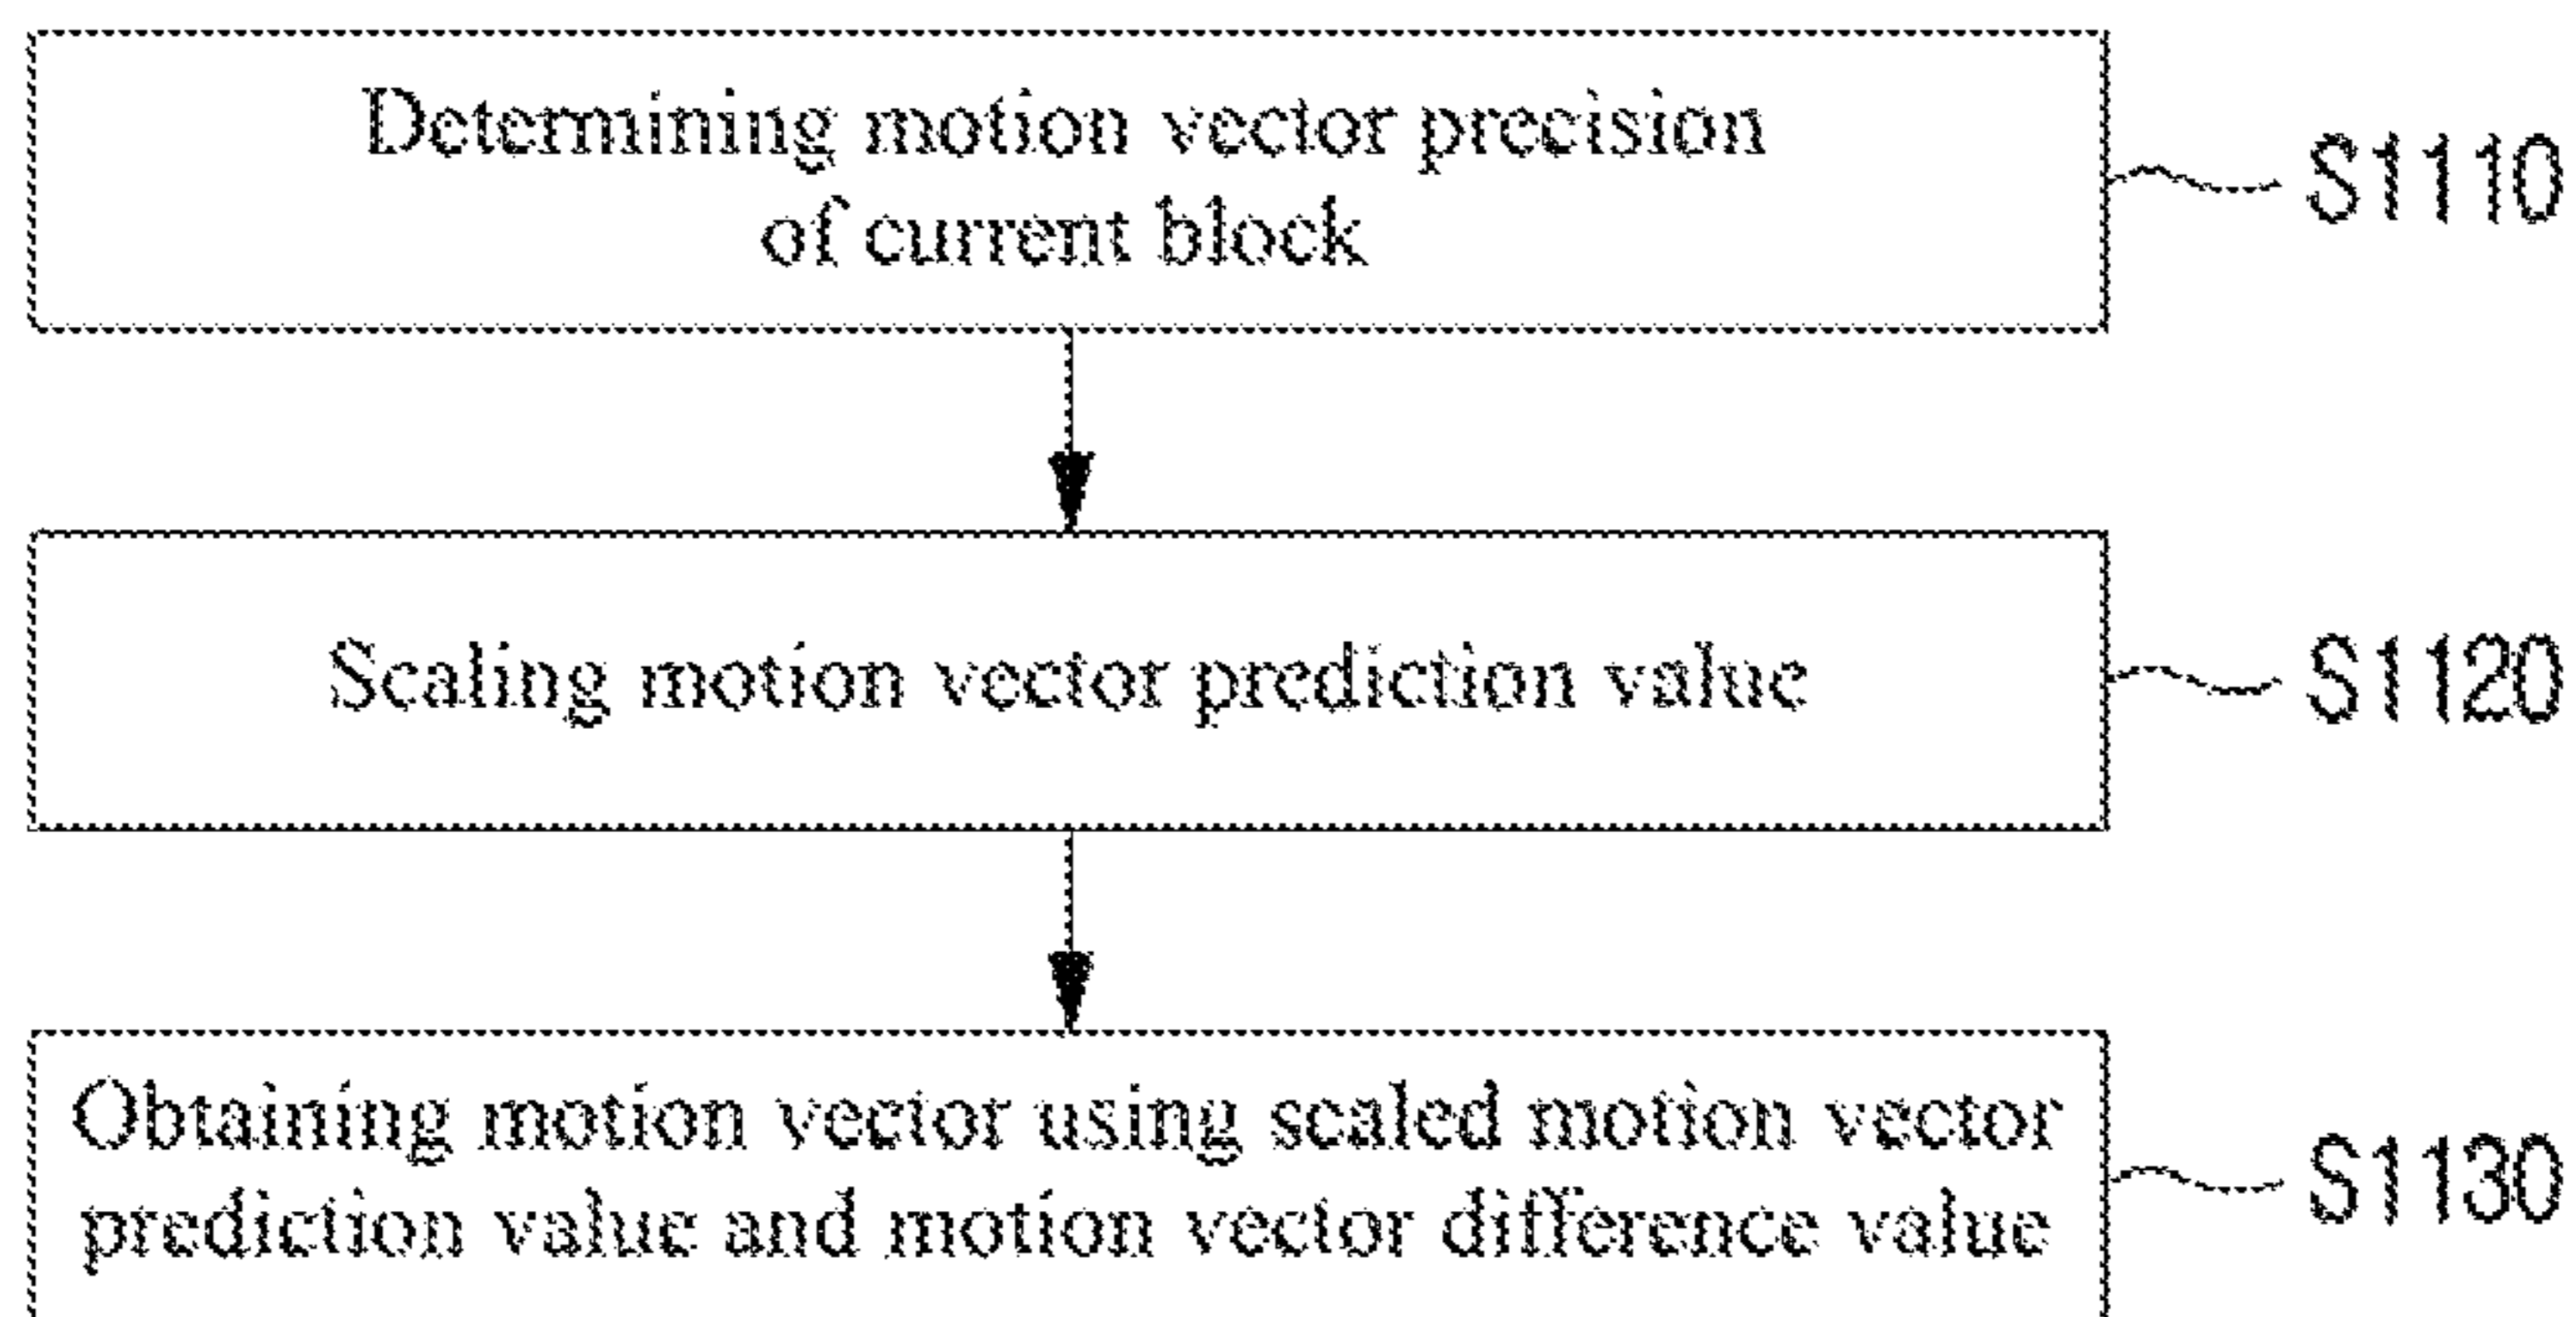 Determining motion vector precision
of current block
S1110
Scaling motion vector prediction value
S1120
Obtaining motion vector using scaled motion vector
prediction value and motion vector difference value
S1130